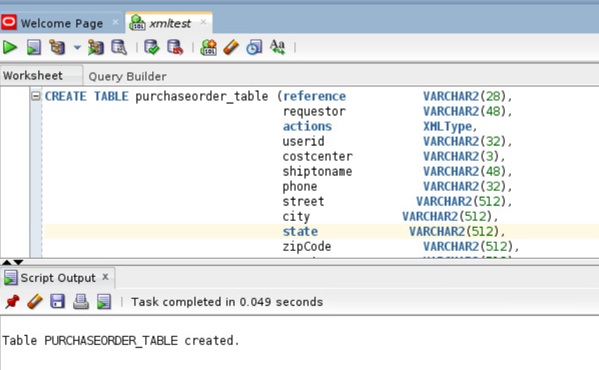 Welcome Page
xmltest
Worksheet
Query Builder
CREATE TABLE purchaseorder_table (reference VARCHAR2(28),
requestor VARCHAR2(48),
actions XMLType,
userid VARCHAR2(32),
costcenter VARCHAR2(3),
shiptoname VARCHAR2(48),
phone VARCHAR2(32),
street VARCHAR2(512),
city VARCHAR2(512),
state VARCHAR2(512),
zipCode VARCHAR2(512),
Script Output
Task completed in 0.049 seconds
Table PURCHASEORDER_TABLE created.